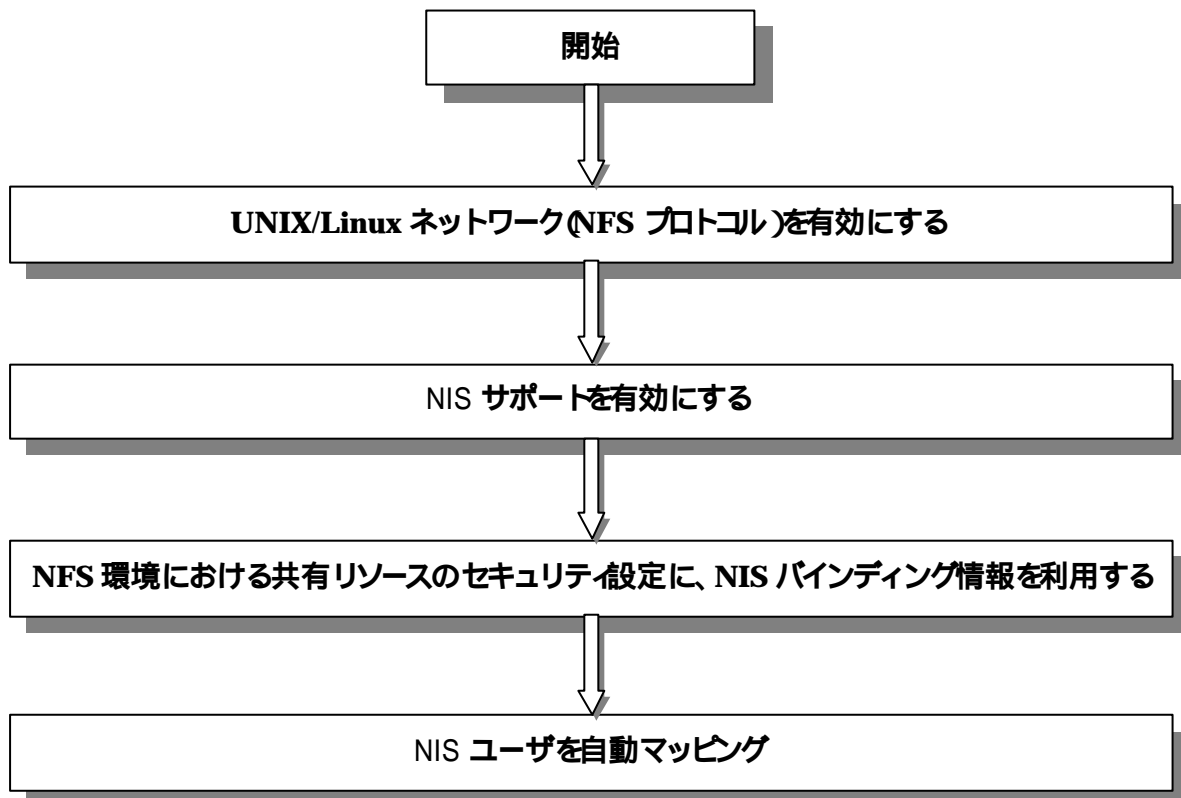 開始
UNIX/Linux ネットワーク(NFS プロトコル)を有効にする
NIS サポートを有効にする
NFS 環境における共有リソースのセキュリティ設定に、NIS バインディング情報を利用する
NIS ユーザを自動マッピング